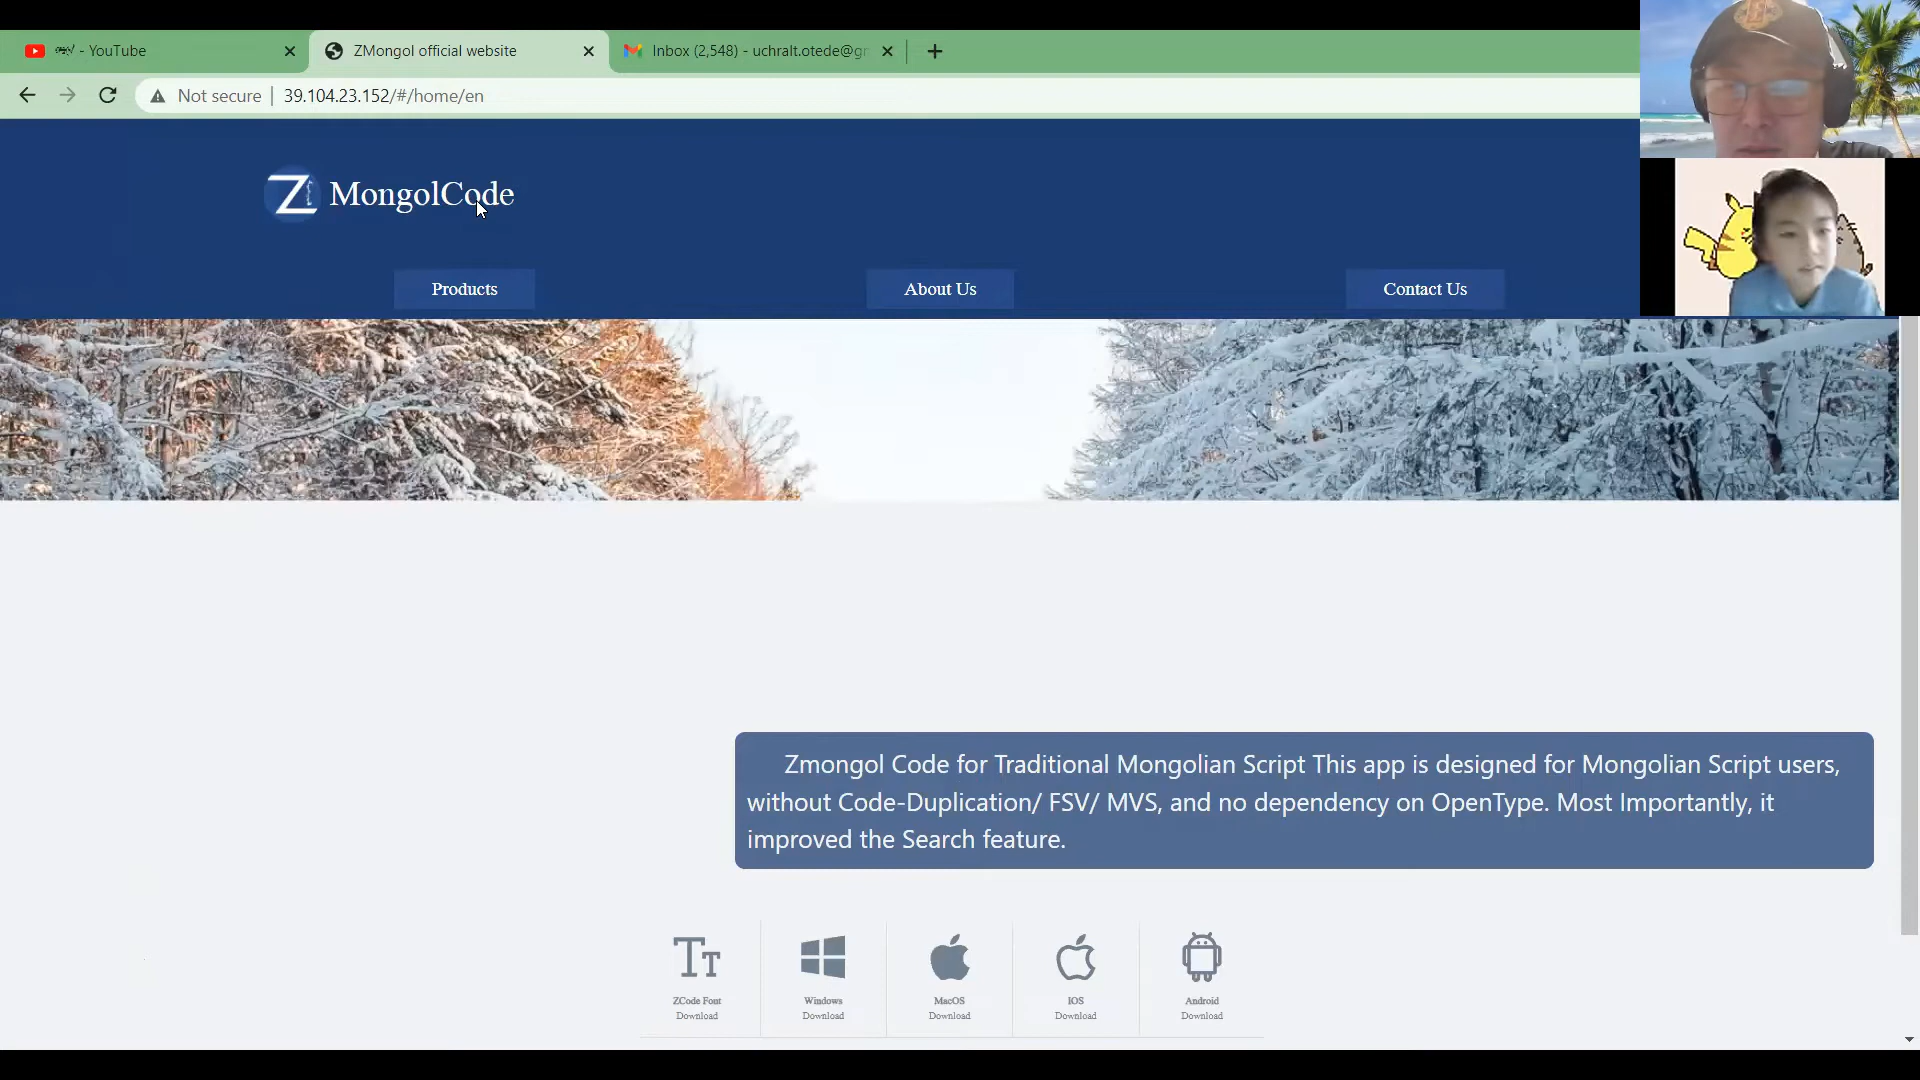 - YouTube
ZMongol official website
Inbox (2,548) - uchralt.otede@gr
Not secure
39.104.23.152/#/home/en
Z MongolCode
Products
About Us
Contact Us
Zmongol Code for Traditional Mongolian Script This app is designed for Mongolian Script users,
without Code-Duplication/ FSV/ MVS, and no dependency on OpenType. Most Importantly, it
improved the Search feature.
ZCode Font
Download
Windows
Download
MacOS
Download
IOS
Download
Android
Download